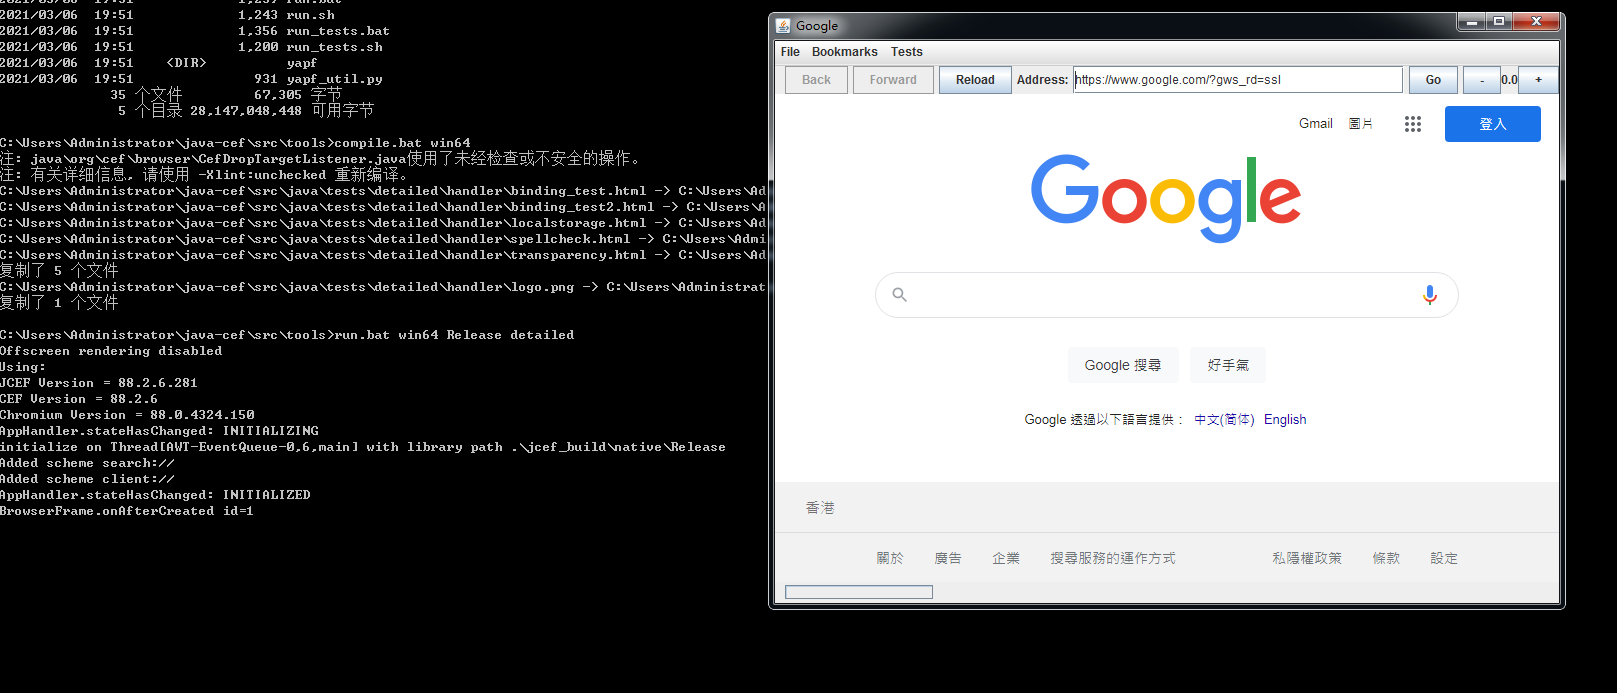 2021/03/06 19:51 1,243 run.sh
2021/03/06 19:51 1,356 run_tests.bat
2021/03/06 19:51 1,200 run_tests.sh
2021/03/06 19:51 <DIR> yapf
2021/03/06 19:51 931 yapf_util.py
35 个文件 67,305 字节
5 个目录 28,147,048,448 可用字节
C:\Users\Administrator\java-cef\src\tools>compile.bat win64
注: java\org\cef\browser\CefDropTargetListener.java使用了未经检查或不安全的操作。
注: 有关详细信息, 请使用 -Xlint:unchecked 重新编译。
C:\Users\Administrator\java-cef\src\java\tests\detailed\handler\binding_test.html -> C:\Users\Ad
C:\Users\Administrator\java-cef\src\java\tests\detailed\handler\binding_test2.html -> C:\Users\A
C:\Users\Administrator\java-cef\src\java\tests\detailed\handler\localstorage.html -> C:\Users\Ad
C:\Users\Administrator\java-cef\src\java\tests\detailed\handler\spellcheck.html -> C:\Users\Admi
C:\Users\Administrator\java-cef\src\java\tests\detailed\handler\transparency.html -> C:\Users\Ad
复制了 5 个文件
C:\Users\Administrator\java-cef\src\java\tests\detailed\handler\logo.png -> C:\Users\Administrat
复制了 1 个文件
C:\Users\Administrator\java-cef\src\tools>run.bat win64 Release detailed
Offscreen rendering disabled
Using:
JCEF Version = 88.2.6.281
CEF Version = 88.2.6
Chromium Version = 88.0.4324.150
AppHandler.stateHasChanged: INITIALIZING
initialize on Thread[AWT-EventQueue-0,6,main] with library path .\jcef_build\native\Release
Added scheme search://
Added scheme client://
AppHandler.stateHasChanged: INITIALIZED
BrowserFrame.onAfterCreated id=1
Google
File Bookmarks Tests
Back Forward Reload Address: https://www.google.com/?gws_rd=ssl Go - 0.0 +
Gmail 圖片 登入
Google
Google 搜尋 好手氣
Google 透過以下語言提供： 中文(简体) English
香港
關於 廣告 企業 搜尋服務的運作方式 私隱權政策 條款 設定